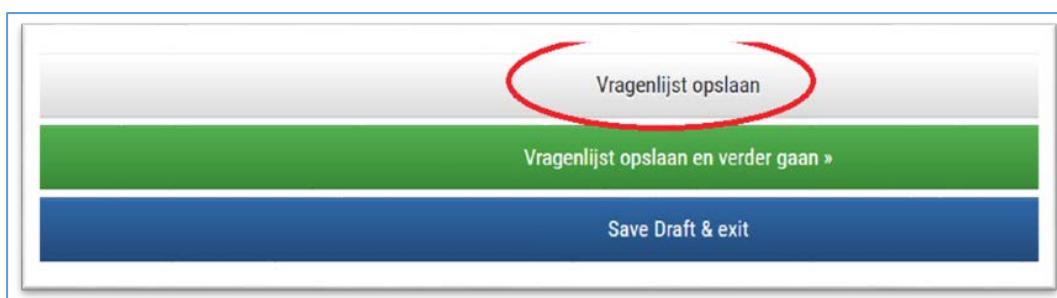 Vragenlijst opslaan
Vragenlijst opslaan en verder gaan »
Save Draft & exit